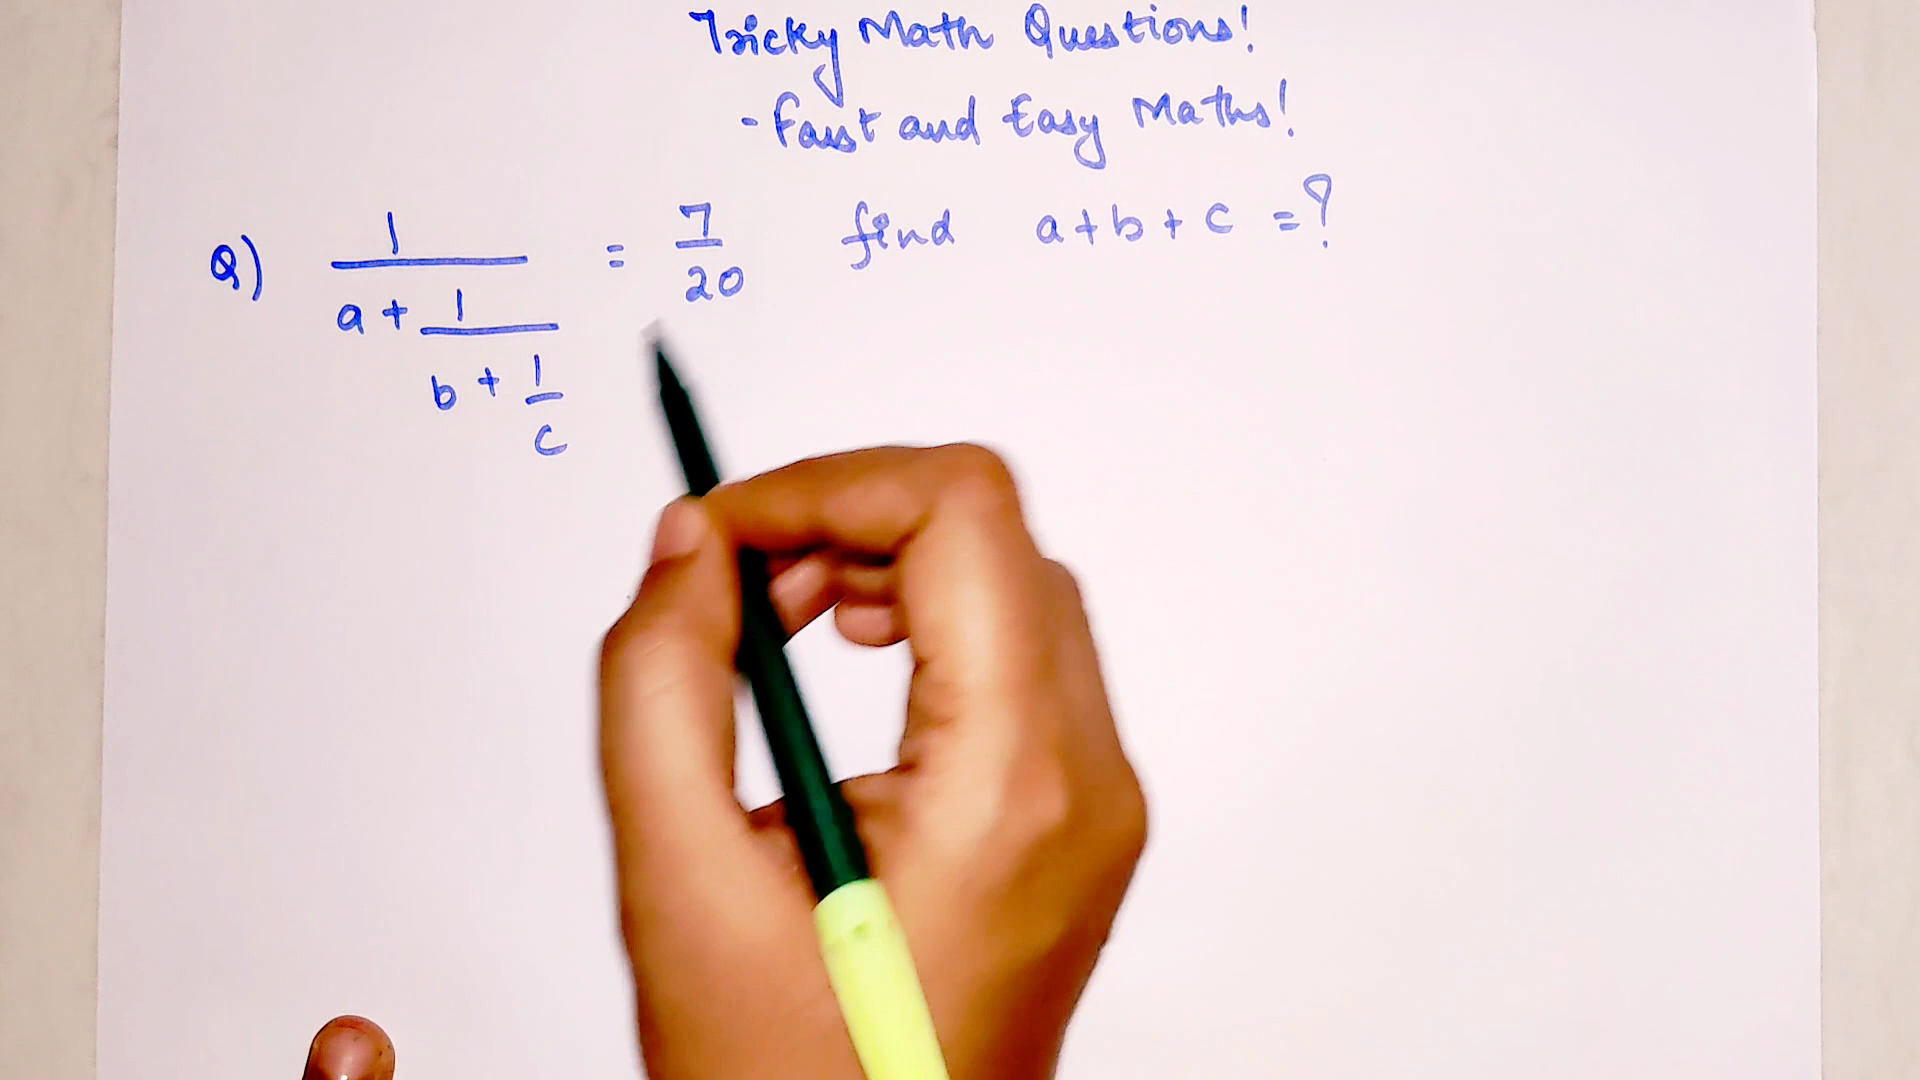 Tricky Math Questions!
- Fast and Easy Maths!
Q) 1 / (a + 1 / (b + 1 / c)) = 7 / 20 find a + b + c = ?